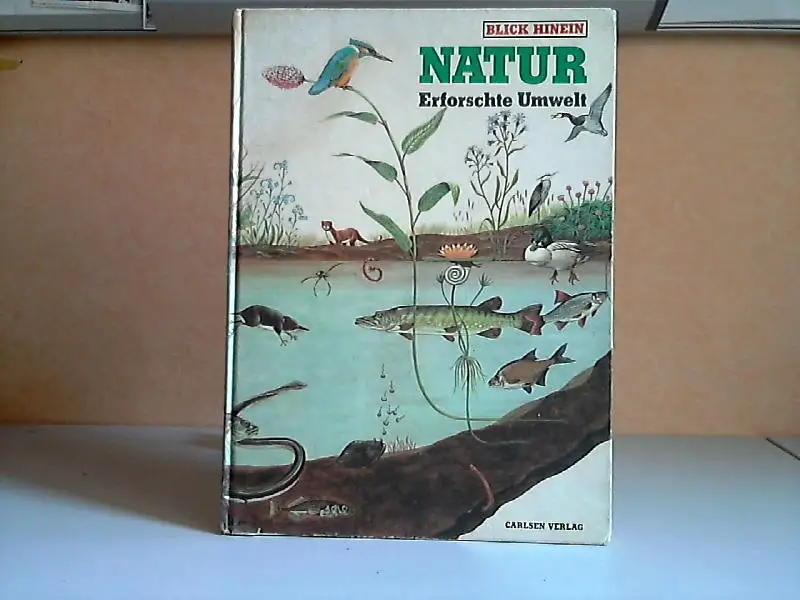 BLICK HINEIN
NATUR
Erforschte Umwelt
CARLSEN VERLAG